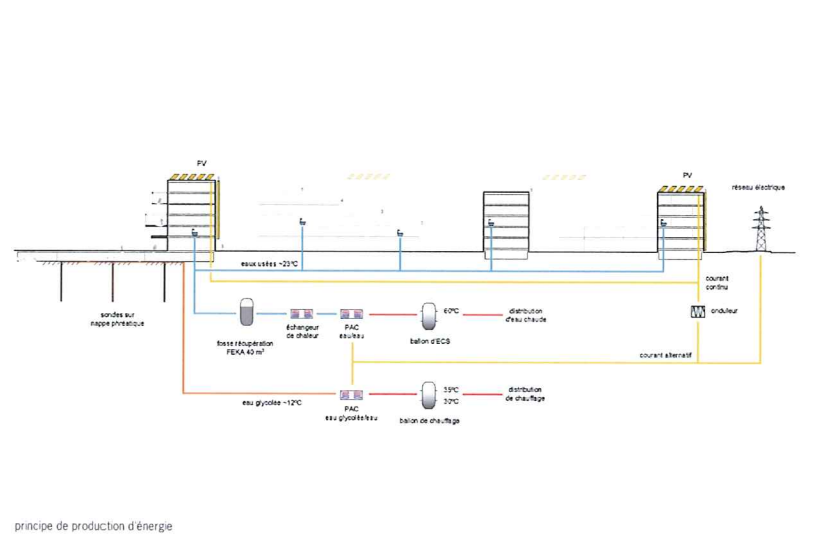 PV
PV
réseau électrique
eaux usées ~23°C
courant
continu
sondes sur
nappe phréatique
fosse récupération
FEKA 40 m³
échangeur
de chaleur
PAC
eau/eau
60°C
ballon d'ECS
distribution
d'eau chaude
onduleur
courant alternatif
eau glycolée ~12°C
PAC
eau glycolée/eau
35°C
30°C
ballon de chauffage
distribution
de chauffage
principe de production d'énergie